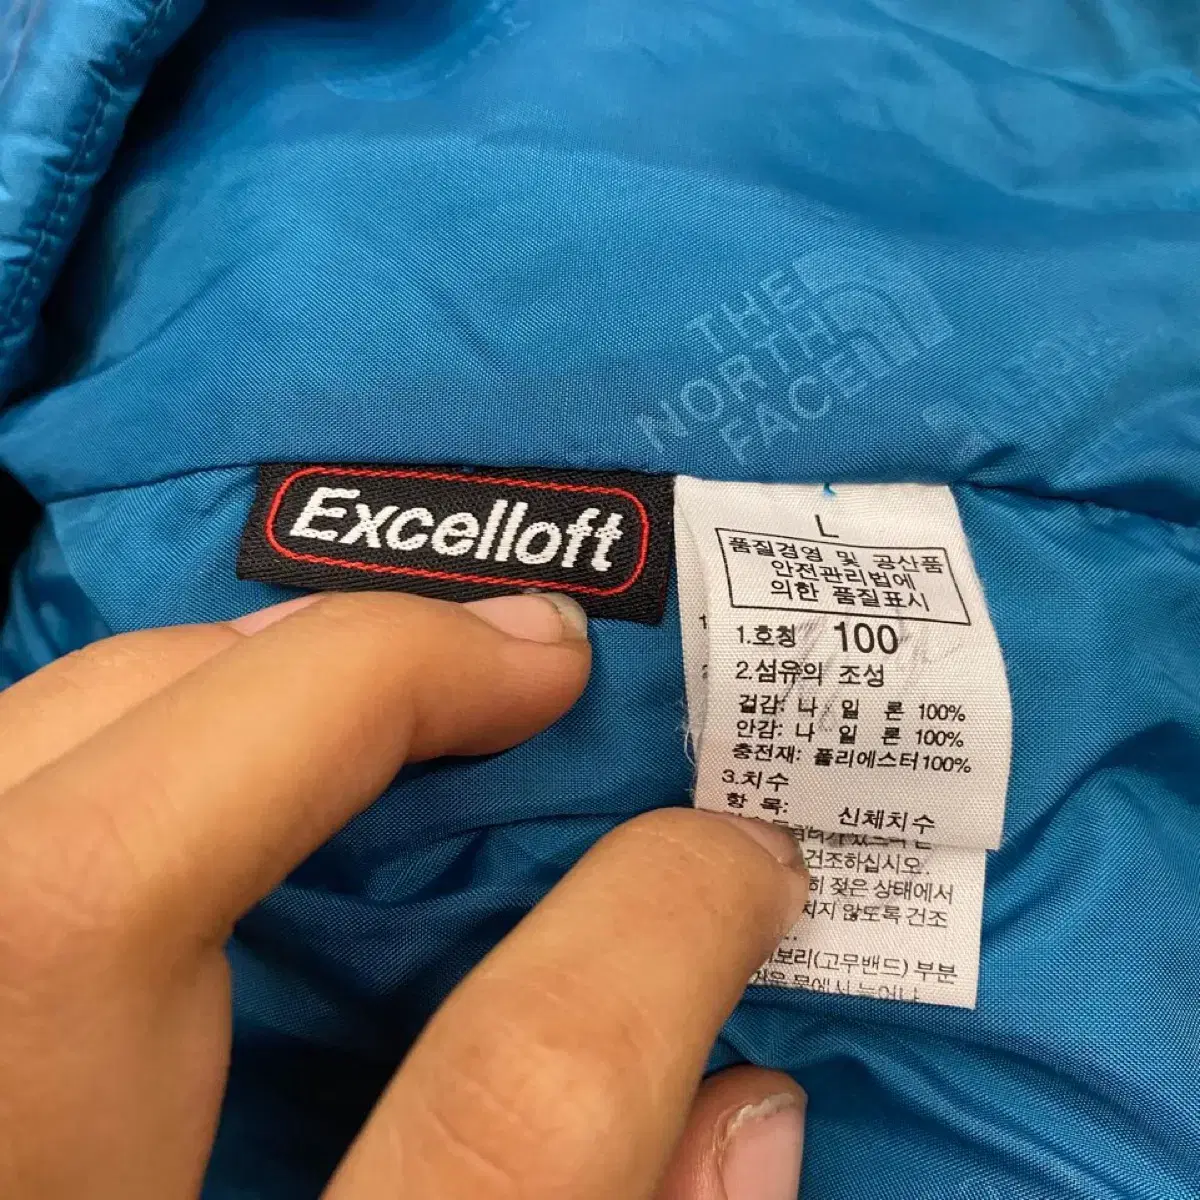 THE
NORTH
FACE
Excelloft
L
품질경영 및 공산품
안전관리법에
의한 품질표시
1.호칭 100
2.섬유의 조성
겉감: 나 일 론 100%
안감: 나 일 론 100%
충전재: 폴리에스터100%
3.치수
항 목: 신체치수
건조하십시오.
히 젖은 상태에서
치지 않도록 건조
보리(고무밴드) 부분